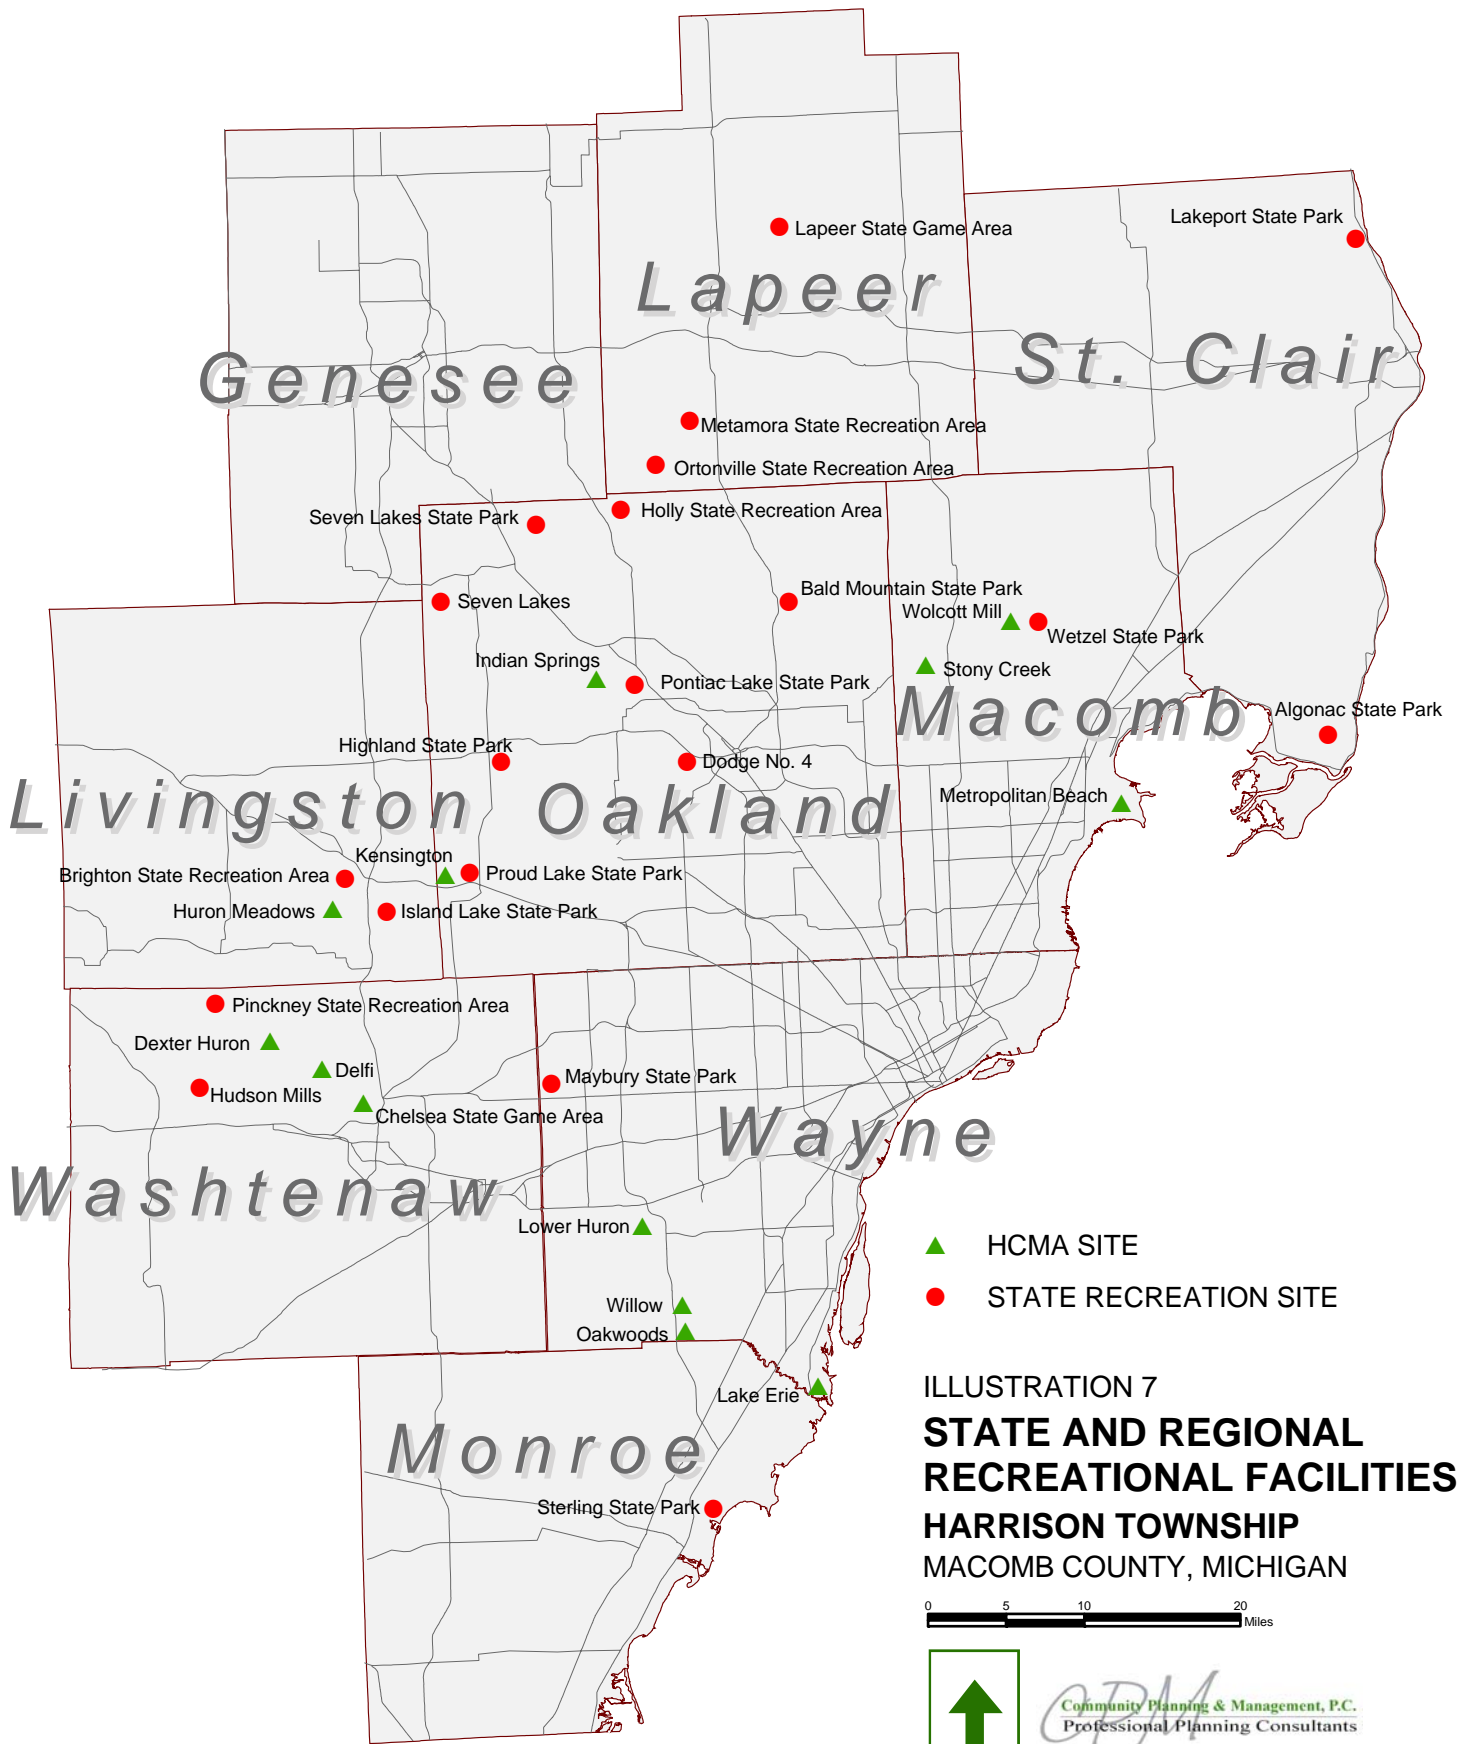 Lakeport State Park
Lapeer State Game Area
Lapeer
St. Clair
Genesee
Metamora State Recreation Area
Ortonville State Recreation Area
Seven Lakes State Park
Holly State Recreation Area
Bald Mountain State Park
Seven Lakes
Wolcott Mill
Wetzel State Park
Indian Springs
Stony Creek
Pontiac Lake State Park
Macomb
Algonac State Park
Highland State Park
Dodge No. 4
Metropolitan Beach
Livingston
Oakland
Kensington
Brighton State Recreation Area
Proud Lake State Park
Huron Meadows
Island Lake State Park
Pinckney State Recreation Area
Dexter Huron
Delfi
Maybury State Park
Hudson Mills
Chelsea State Game Area
Wayne
Washtenaw
Lower Huron
HCMA SITE
STATE RECREATION SITE
Willow
Oakwoods
Lake Erie
Monroe
Sterling State Park
ILLUSTRATION 7
STATE AND REGIONAL
RECREATIONAL FACILITIES
HARRISON TOWNSHIP
MACOMB COUNTY, MICHIGAN
0 5 10 20
Miles
CPM
Community Planning & Management, P.C.
Professional Planning Consultants